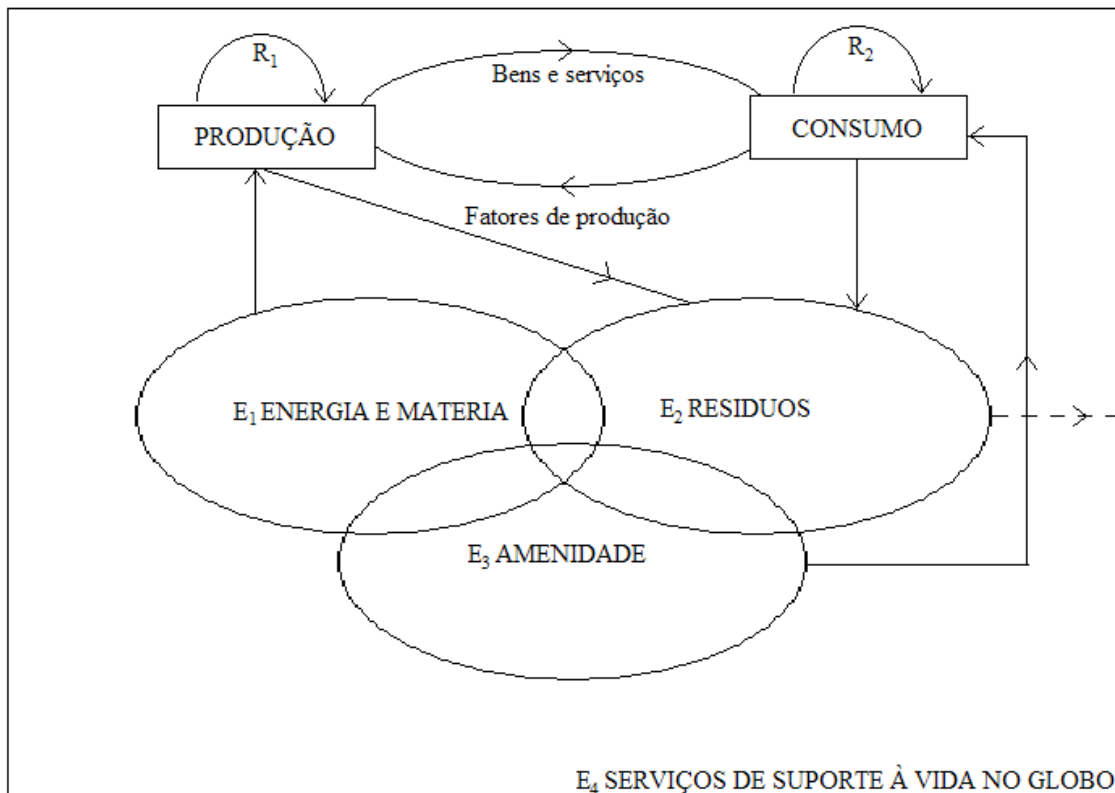 R₁
R₂
Bens e serviços
PRODUÇÃO
CONSUMO
Fatores de produção
E₁ ENERGIA E MATERIA
E₂ RESIDUOS
E₃ AMENIDADE
E₄ SERVIÇOS DE SUPORTE À VIDA NO GLOBO